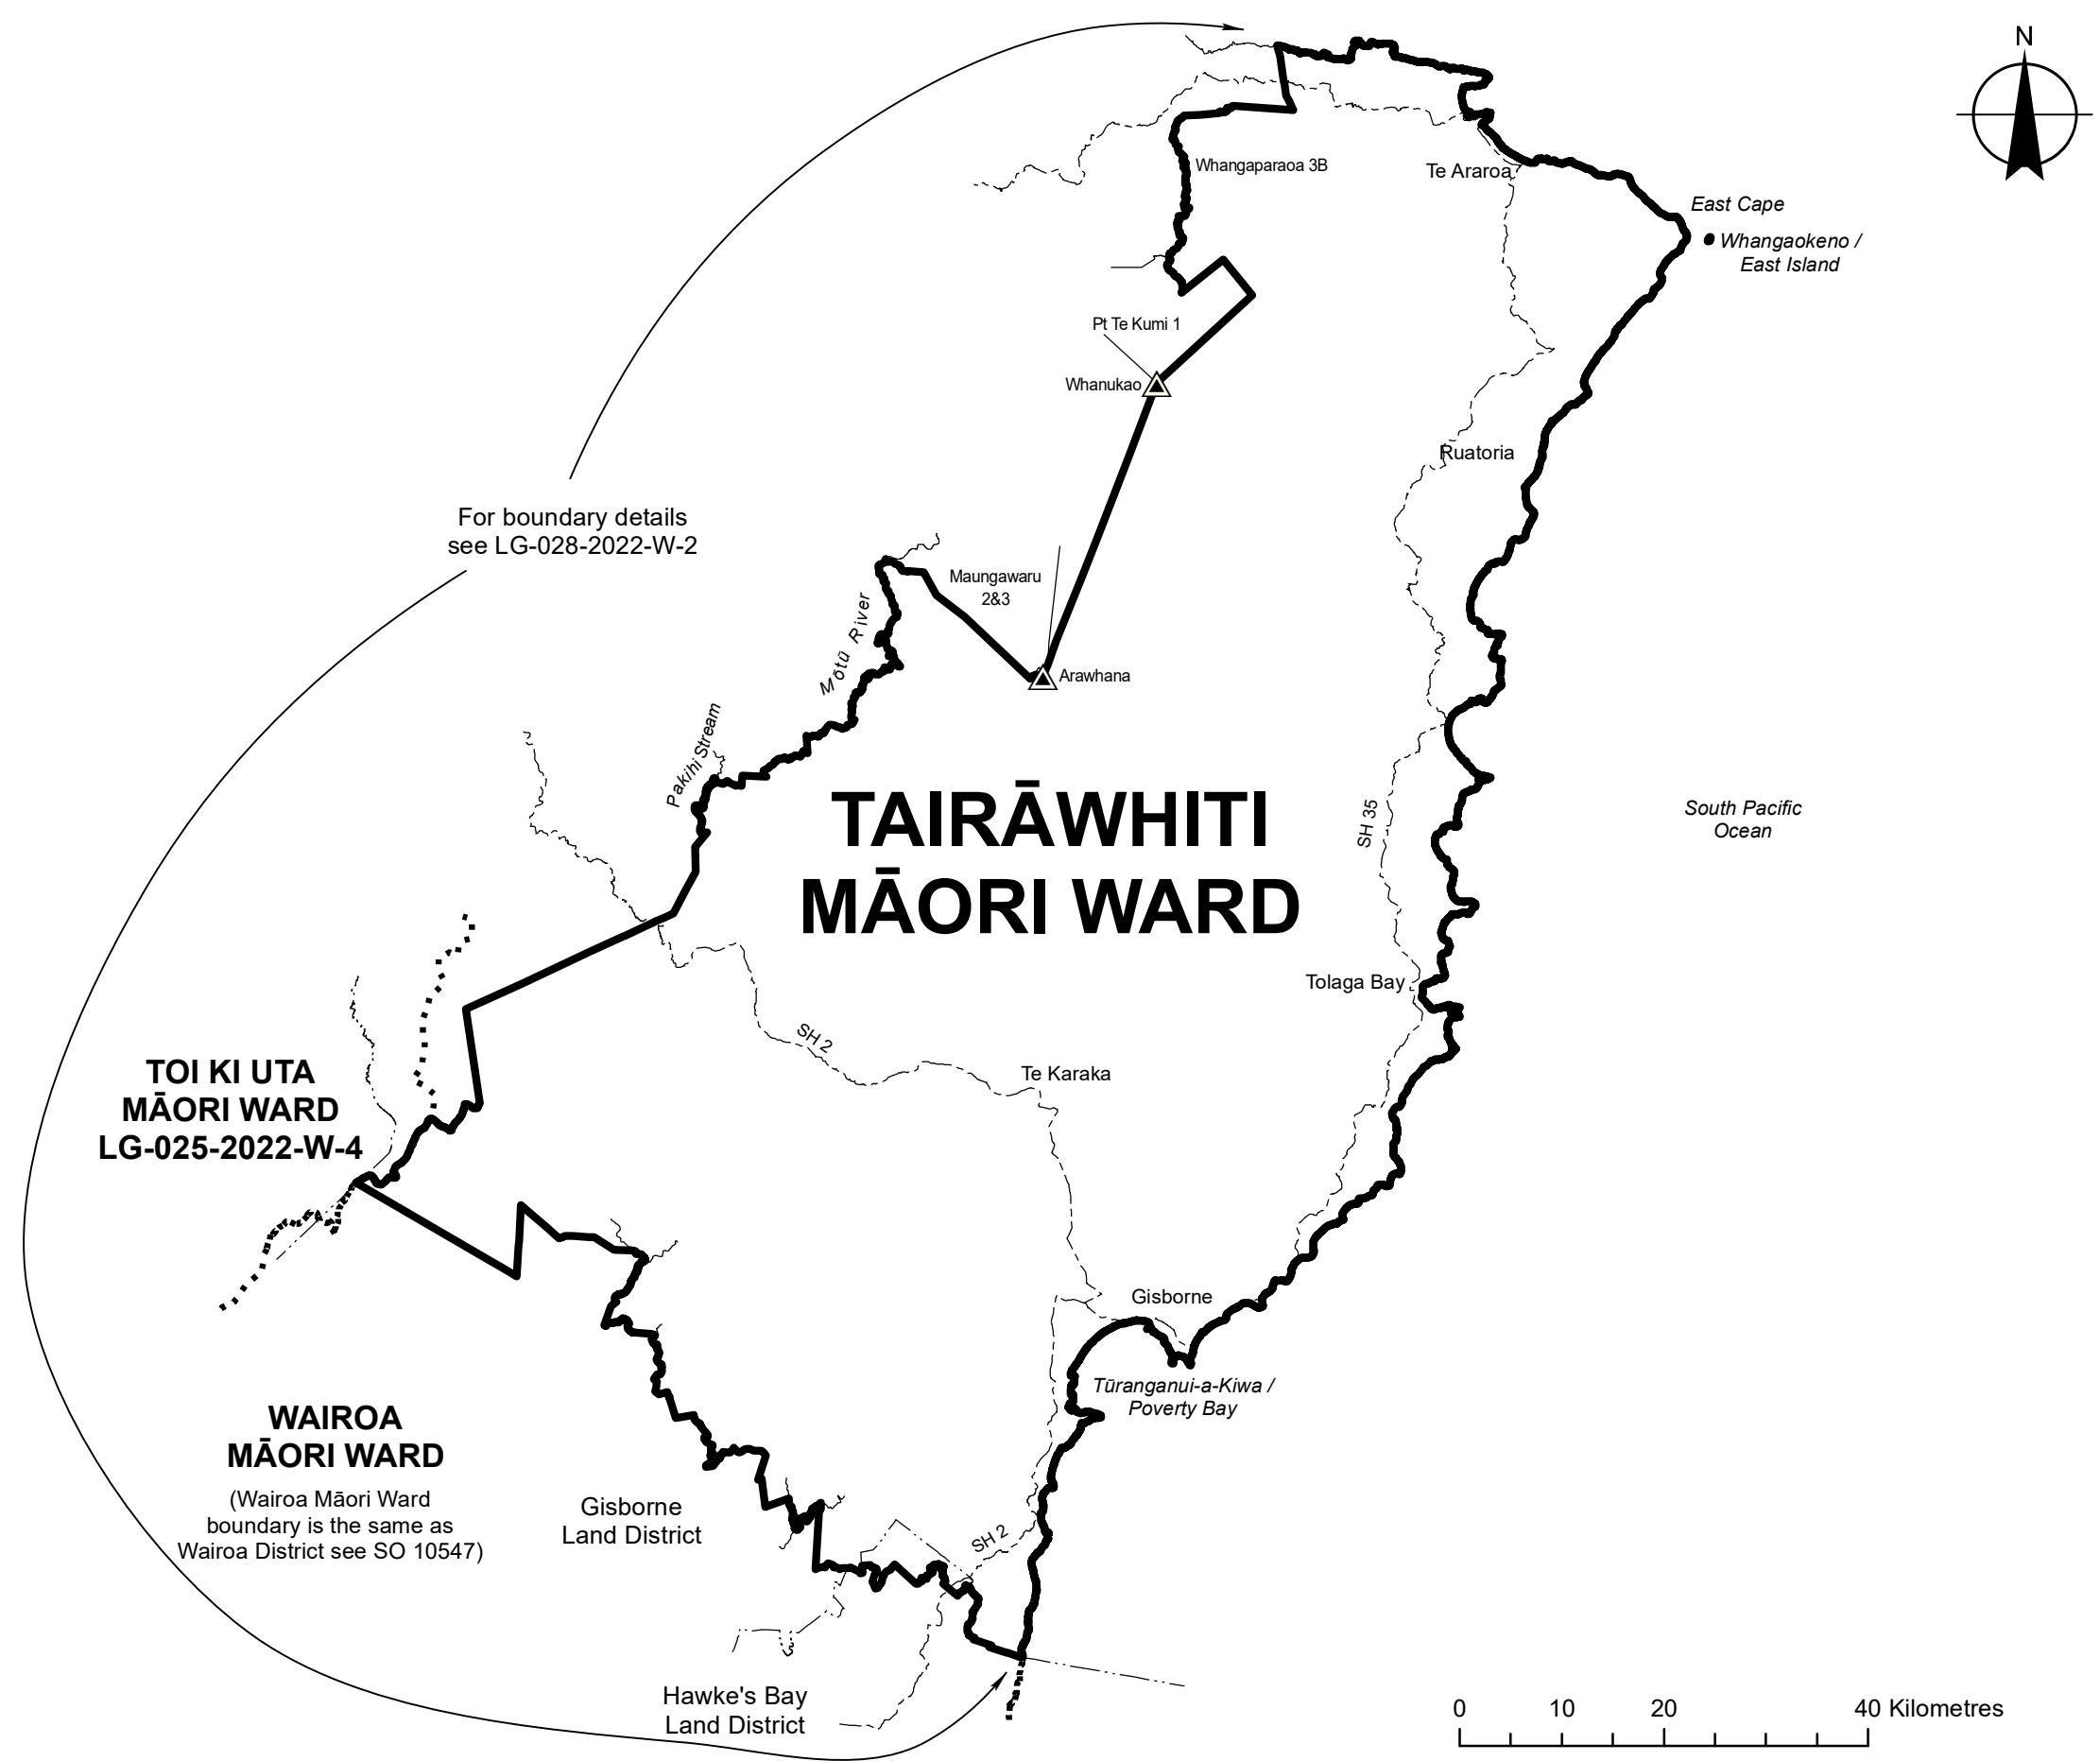 N
Whangaparaoa 3B
Te Araroa
East Cape
Whangaokeno /
East Island
Pt Te Kumi 1
Whanukao
Ruatoria
For boundary details
see LG-028-2022-W-2
Maungawaru
2&3
Mōtū River
Arawhana
Pakihi Stream
TAIRĀWHITI
MĀORI WARD
SH 35
South Pacific
Ocean
Tolaga Bay
SH 2
Te Karaka
TOI KI UTA
MĀORI WARD
LG-025-2022-W-4
Gisborne
Tūranganui-a-Kiwa /
Poverty Bay
WAIROA
MĀORI WARD
(Wairoa Māori Ward
boundary is the same as
Wairoa District see SO 10547)
Gisborne
Land District
SH 2
Hawke's Bay
Land District
0 10 20 40 Kilometres